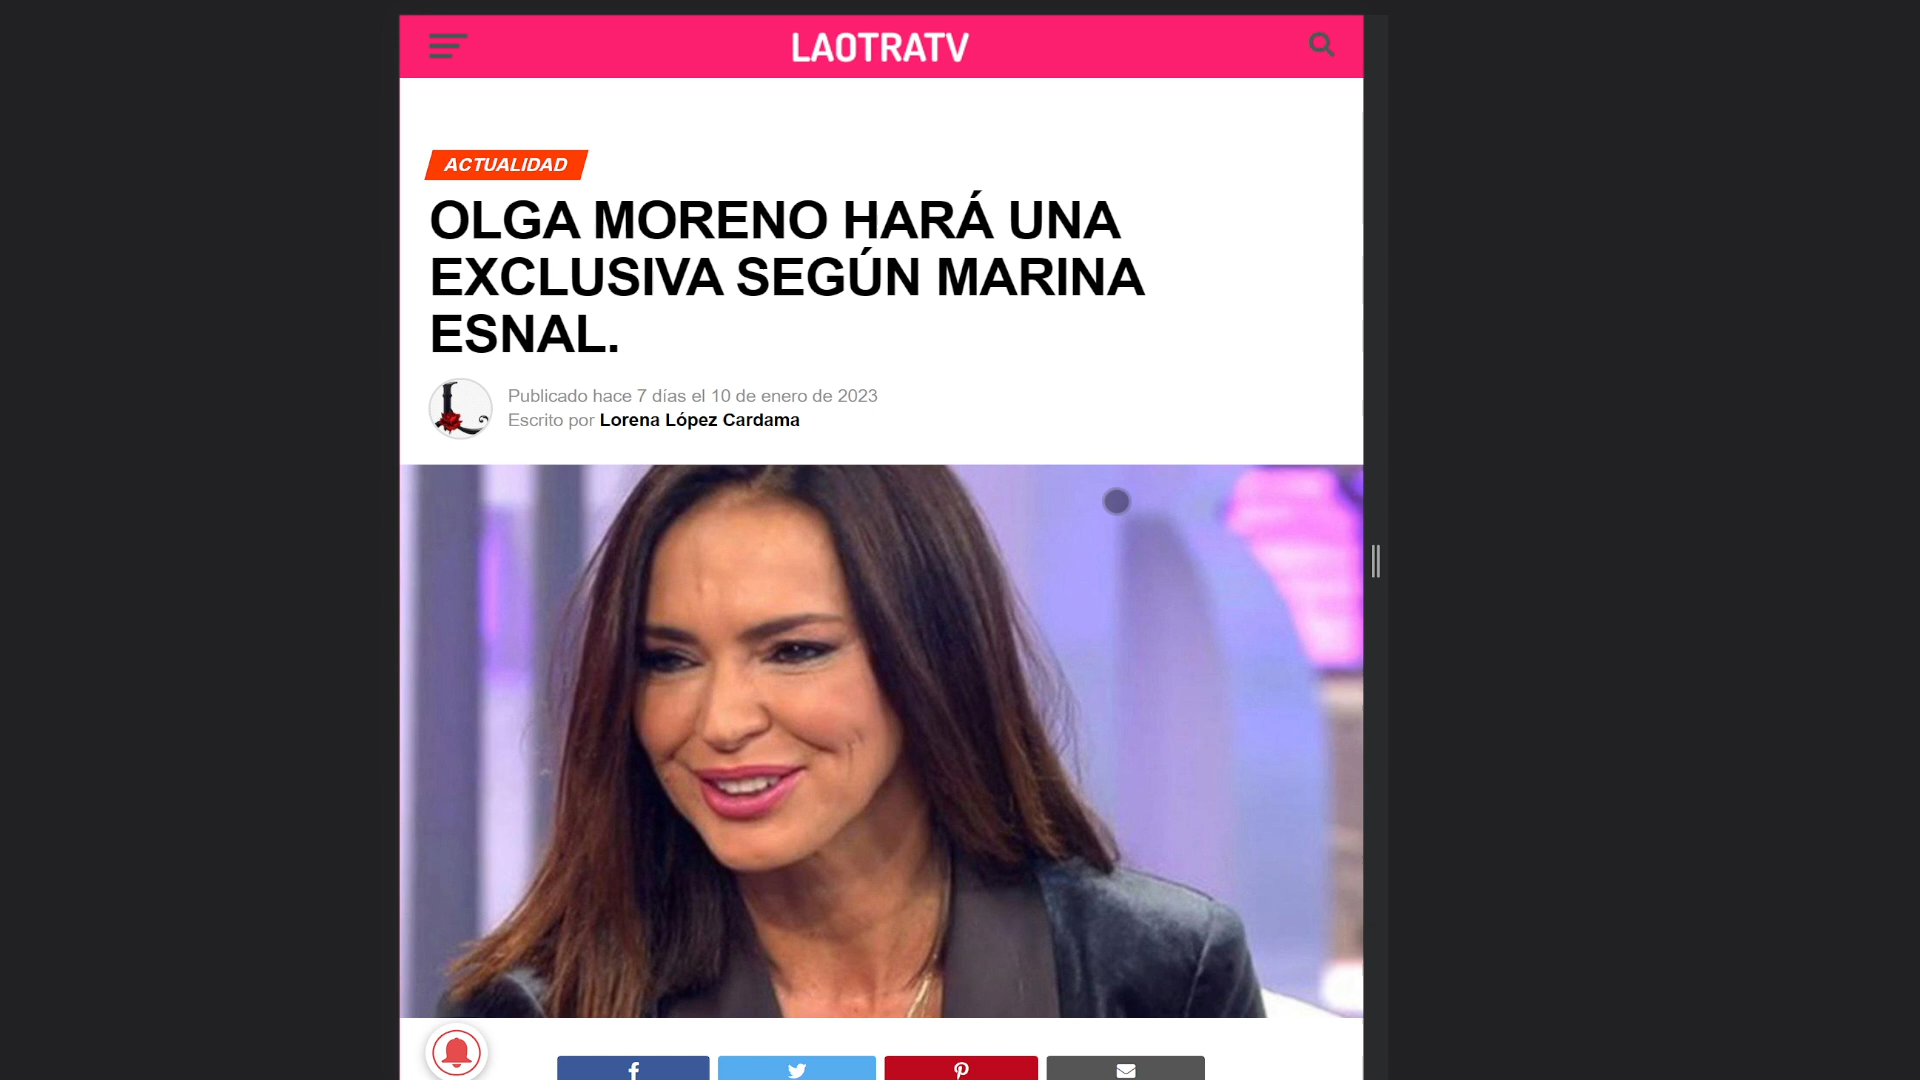 LAOTRATV
ACTUALIDAD
OLGA MORENO HARÁ UNA
EXCLUSIVA SEGÚN MARINA
ESNAL.
Publicado hace 7 días el 10 de enero de 2023
Escrito por Lorena López Cardama